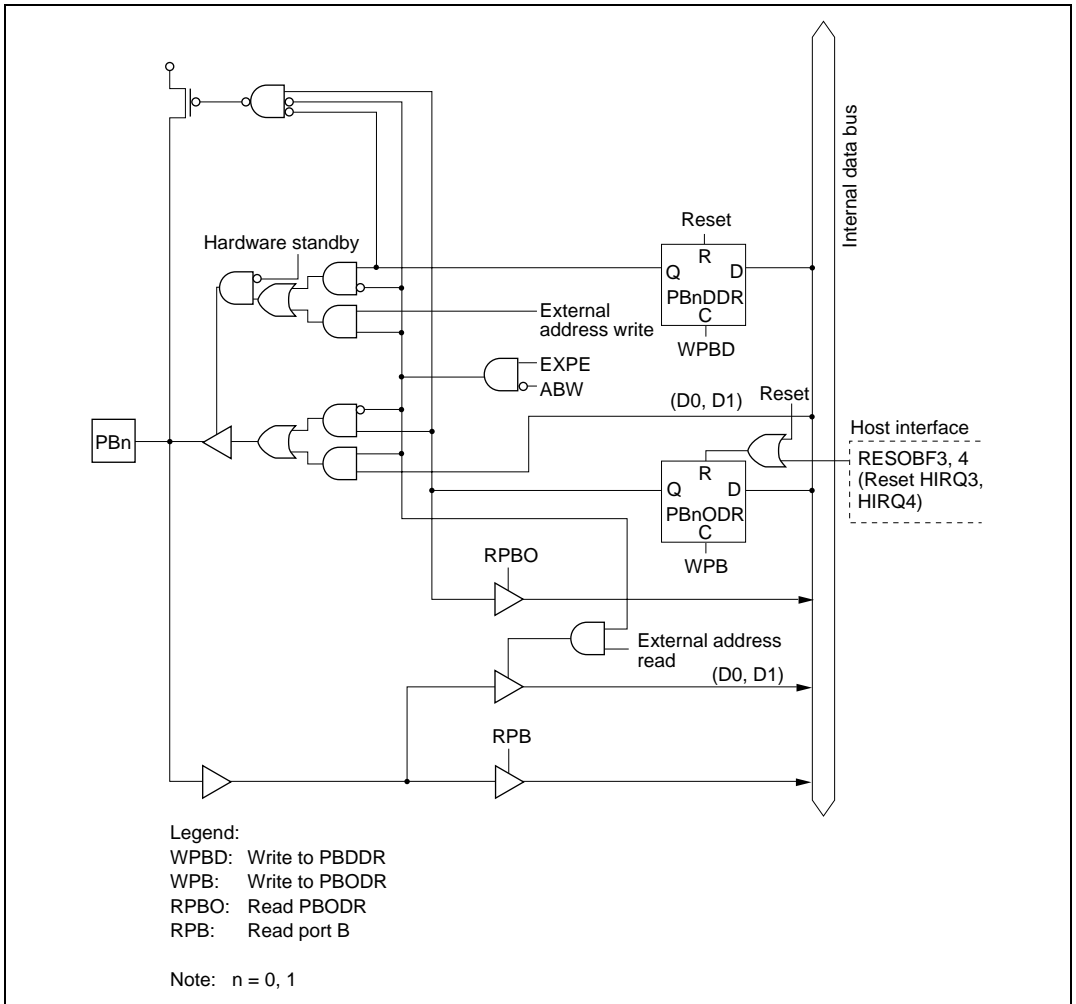 Internal data bus
Reset
Hardware standby
R
Q D
PBnDDR
C
External
address write
WPBD
EXPE
ABW
Reset
(D0, D1)
Host interface
PBn
RESOBF3, 4
(Reset HIRQ3,
HIRQ4)
R
Q D
PBnODR
C
WPB
RPBO
External address
read
(D0, D1)
RPB
Legend:
WPBD: Write to PBDDR
WPB: Write to PBODR
RPBO: Read PBODR
RPB: Read port B
Note: n = 0, 1